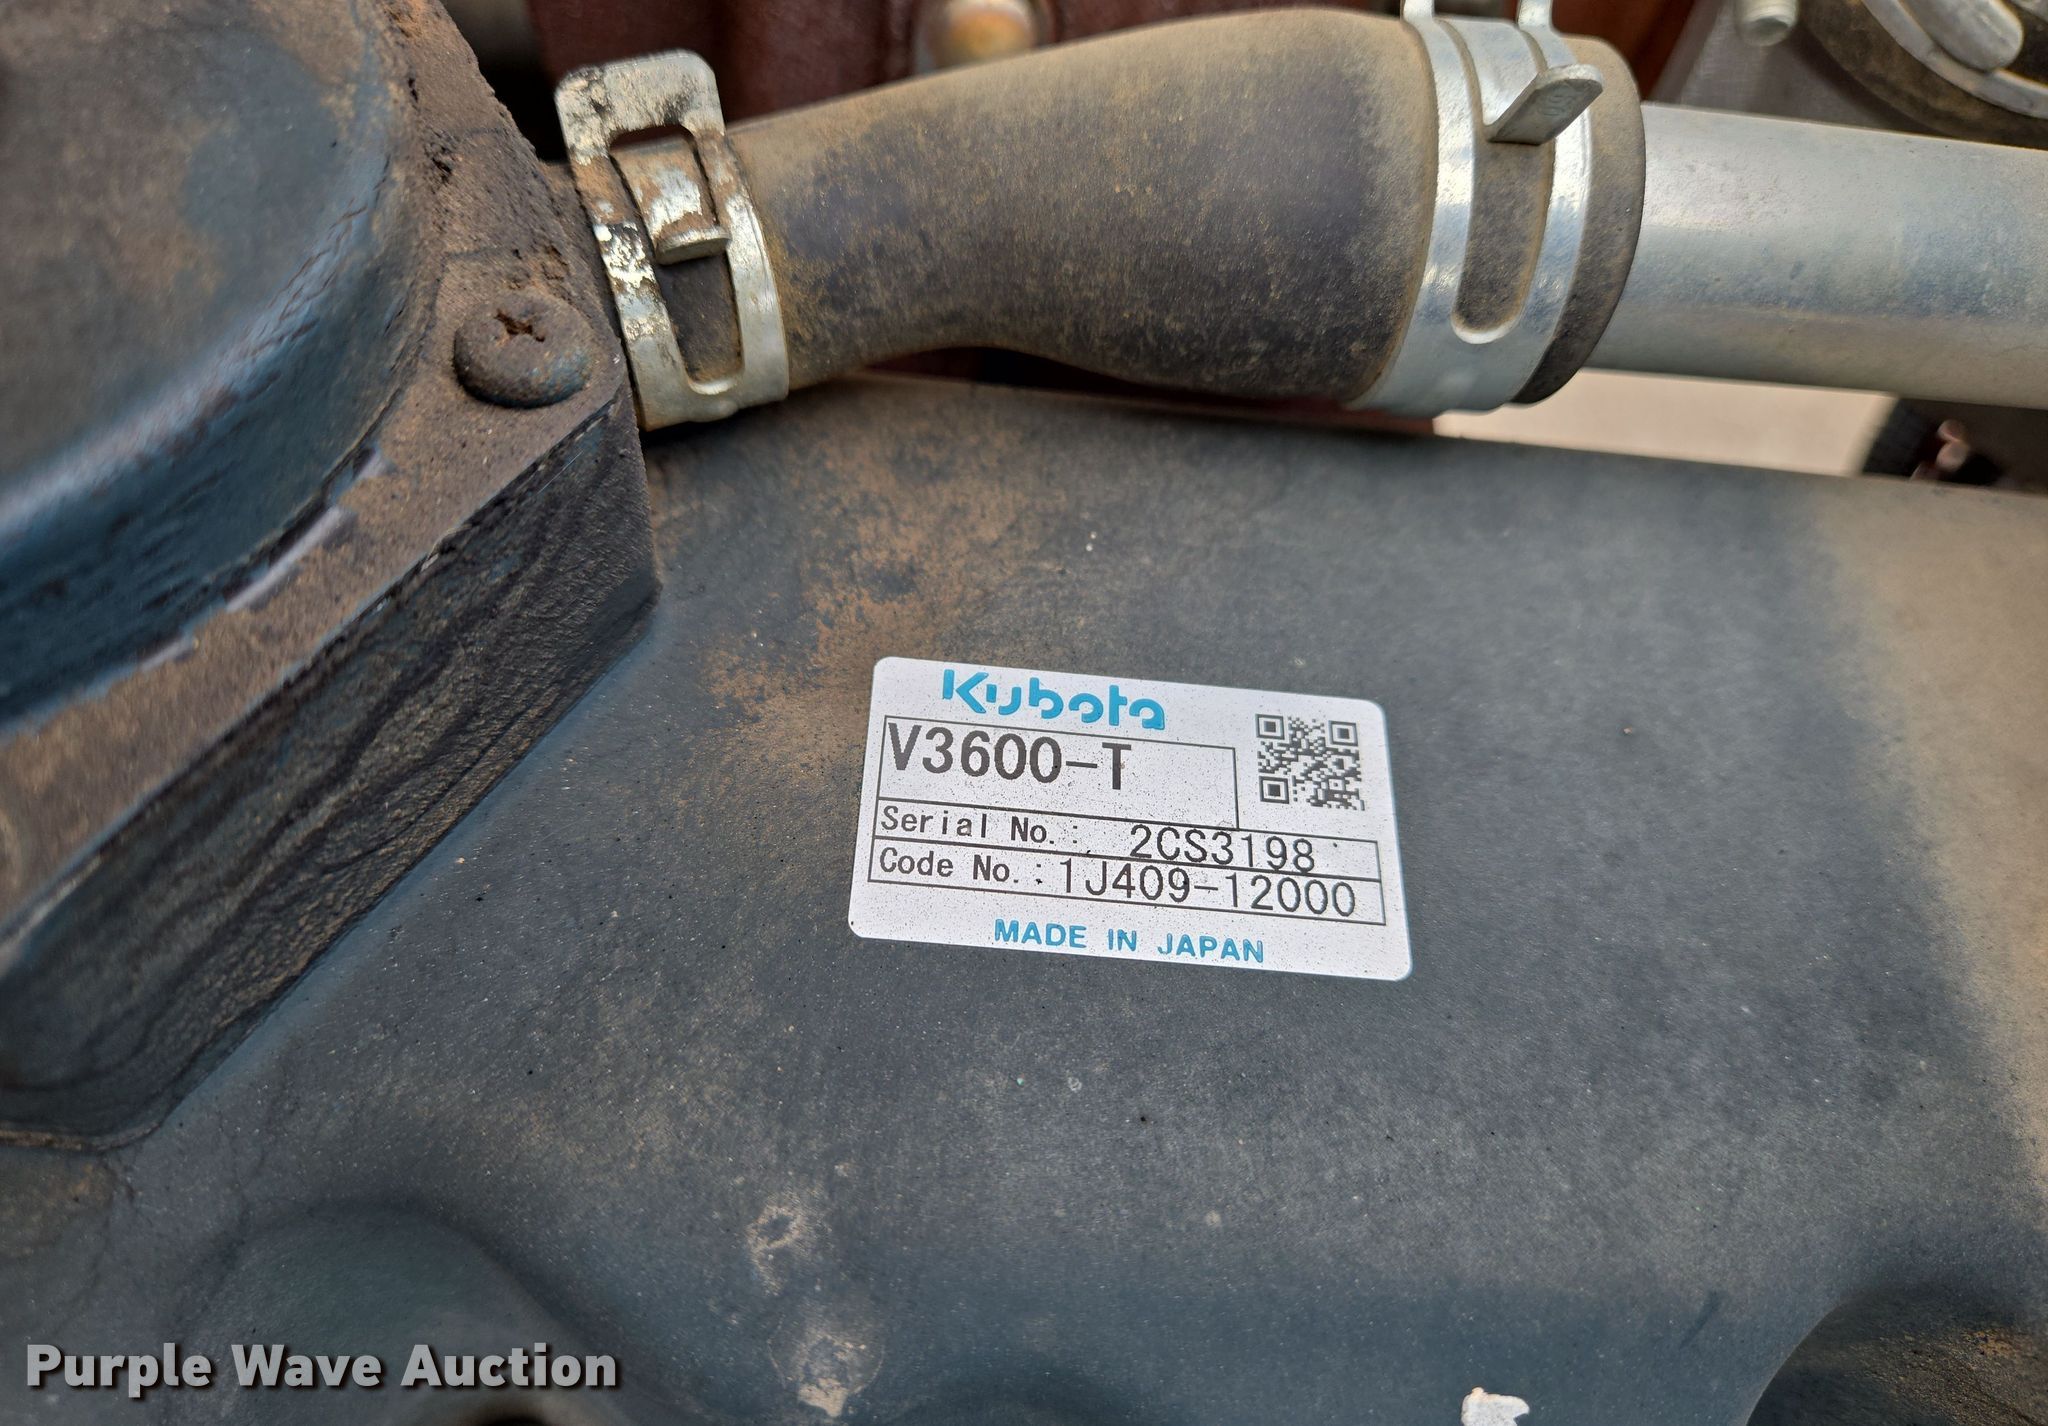 Kubota
V3600-T
Serial No.: 2CS3198
Code No.: 1J409-12000
MADE IN JAPAN
Purple Wave Auction